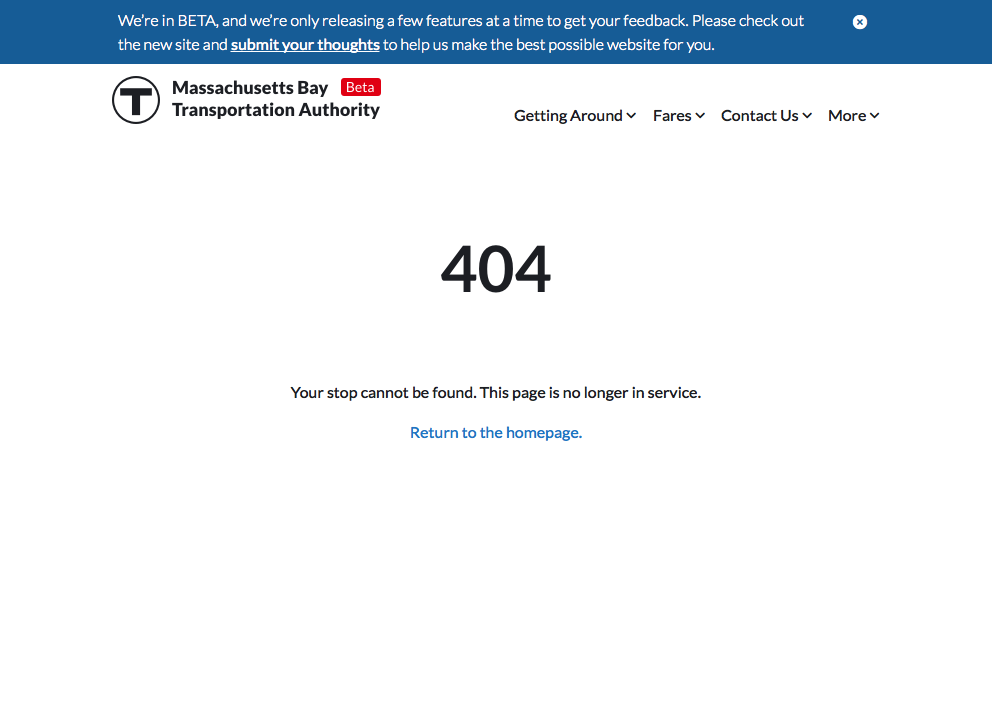 We're in BETA, and we're only releasing a few features at a time to get your feedback. Please check out
the new site and submit your thoughts to help us make the best possible website for you.
T
Massachusetts Bay Beta
Transportation Authority
Getting Around Fares Contact Us More
404
Your stop cannot be found. This page is no longer in service.
Return to the homepage.